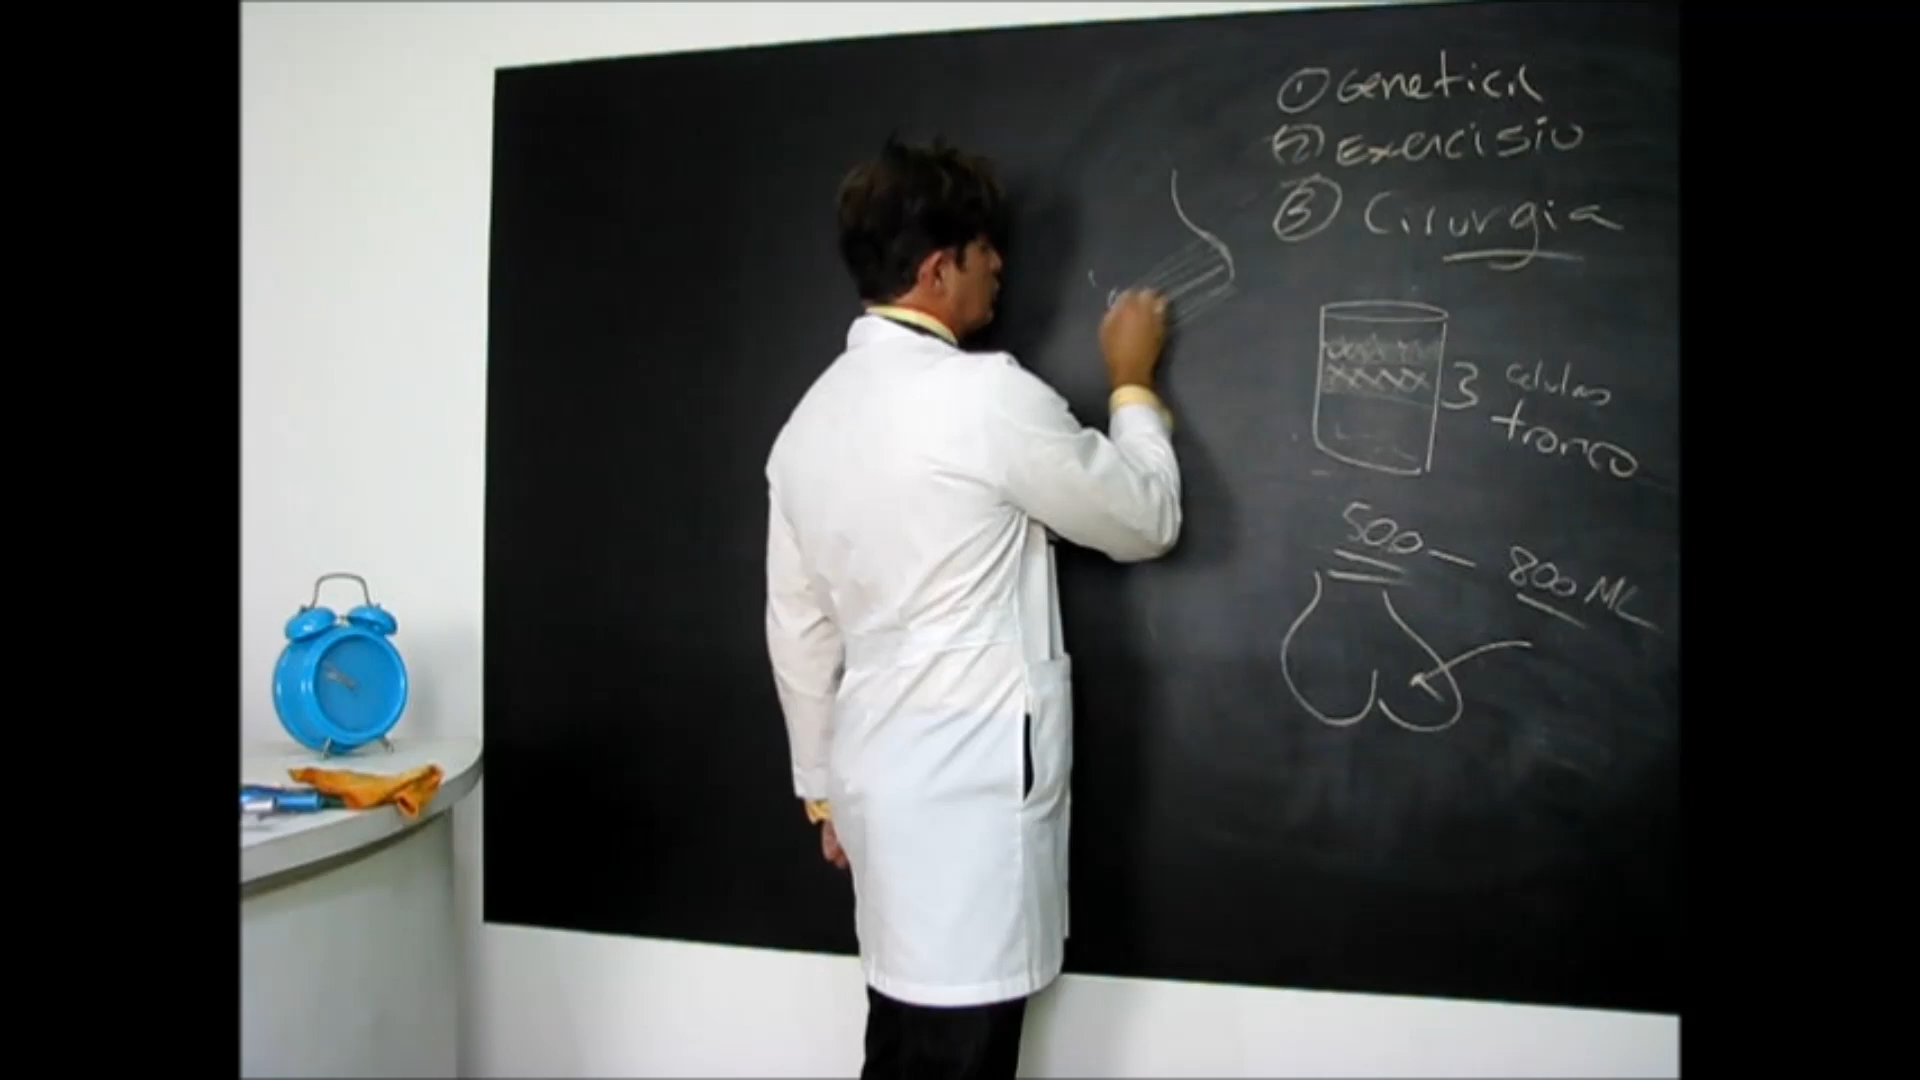 ① Genetica
② Exercisio
③ Cirurgia
3 celulas
tronco
500 - 800 ML